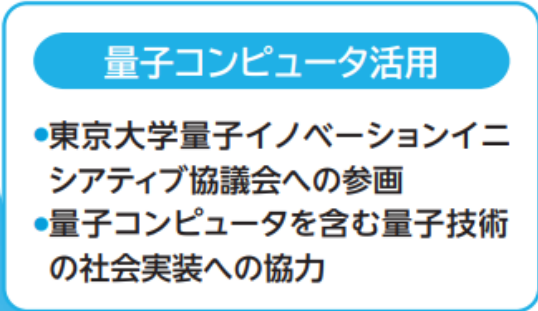 量子コンピュータ活用
●東京大学量子イノベーションイニ
シアティブ協議会への参画
●量子コンピュータを含む量子技術
の社会実装への協力